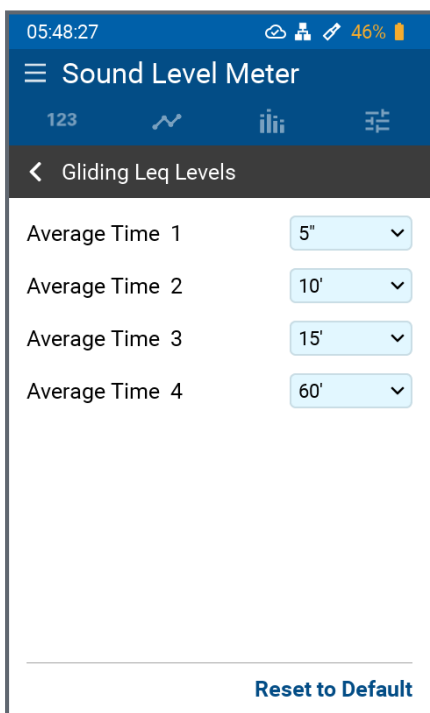 05:48:27 46%
Sound Level Meter
123
Gliding Leq Levels
Average Time 1 5"
Average Time 2 10'
Average Time 3 15'
Average Time 4 60'
Reset to Default